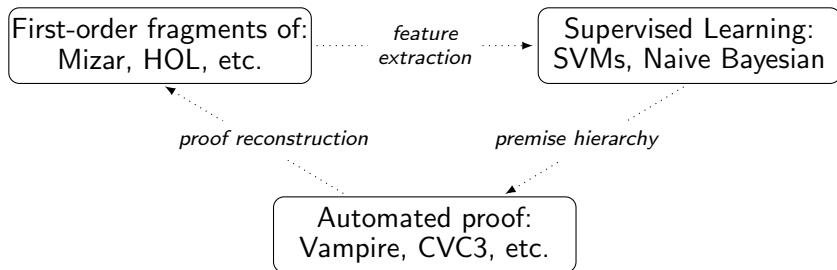 First-order fragments of:
Mizar, HOL, etc.
feature
extraction
Supervised Learning:
SVMs, Naive Bayesian
proof reconstruction
premise hierarchy
Automated proof:
Vampire, CVC3, etc.